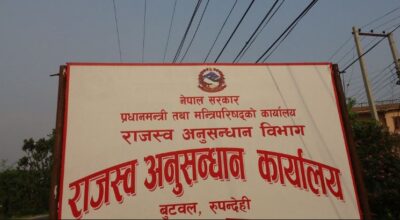 नेपाल सरकार
प्रधानमन्त्री तथा मन्त्रिपरिषद्को कार्यालय
राजस्व अनुसन्धान विभाग
राजस्व अनुसन्धान कार्यालय
बुटवल, रुपन्देही